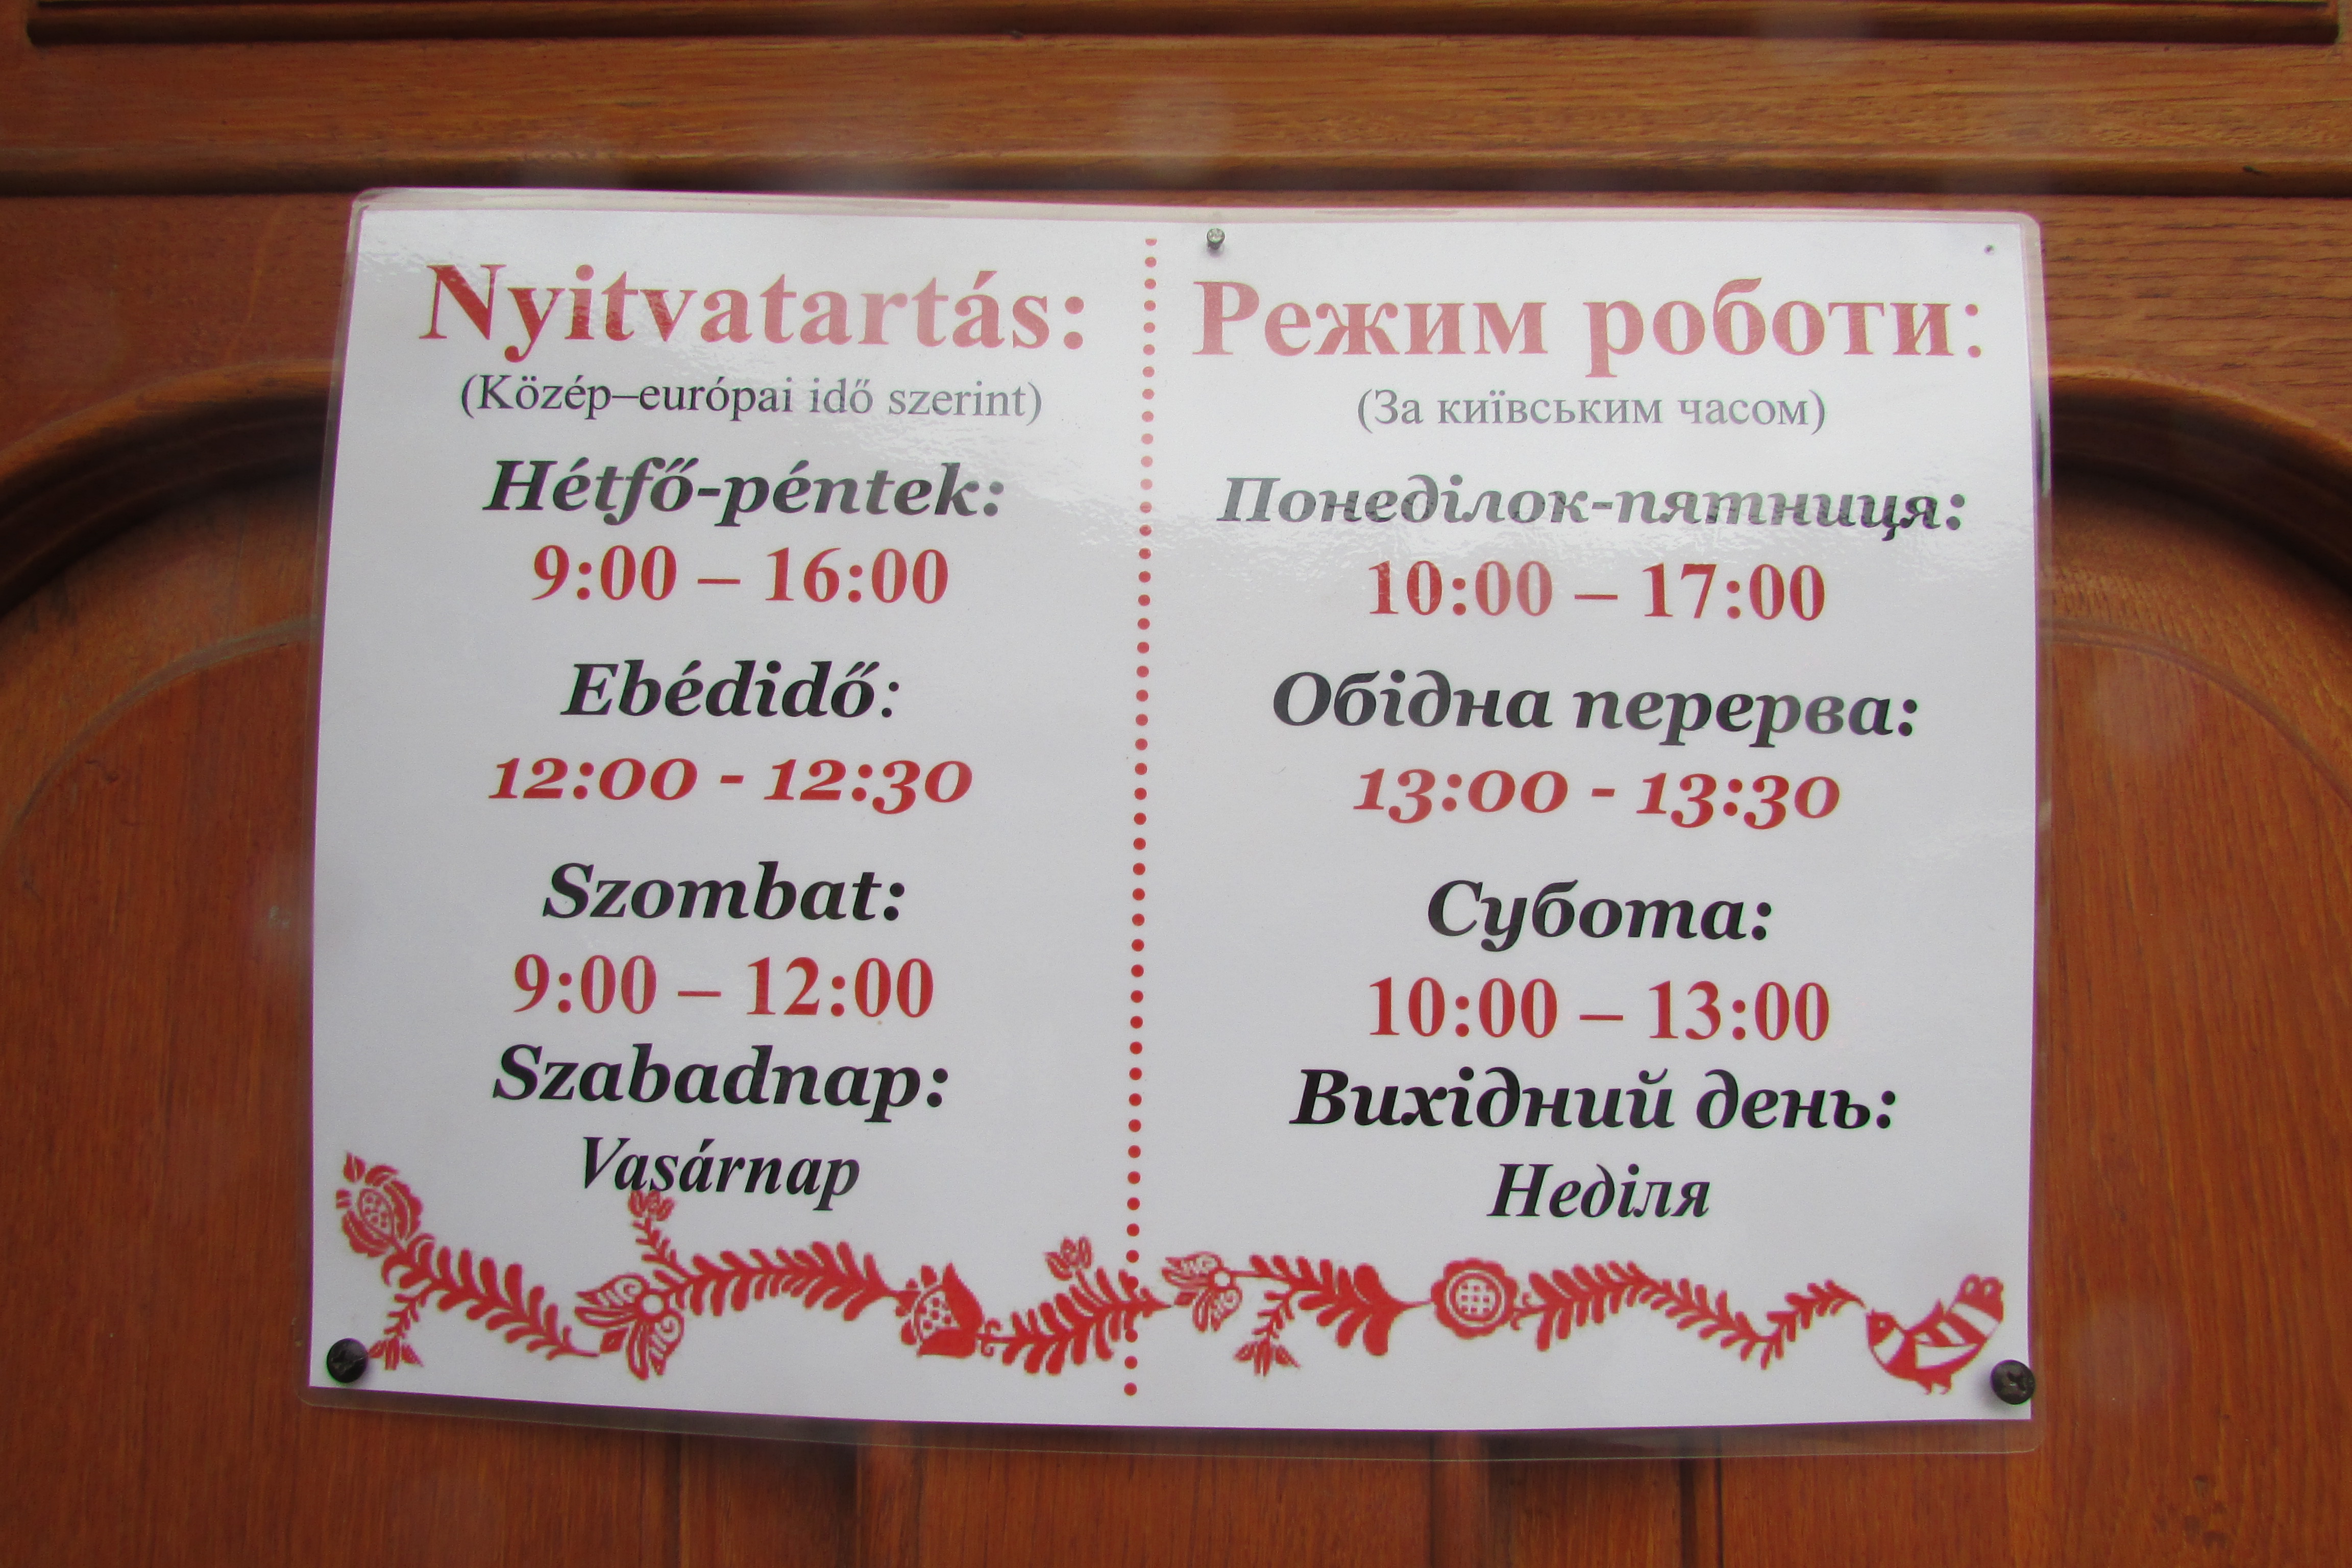 Nyitvatartás:
(Közép–európai idő szerint)
Hétfő-péntek:
9:00 – 16:00
Ebédidő:
12:00 - 12:30
Szombat:
9:00 – 12:00
Szabadnap:
Vasárnap
Режим роботи:
(За київським часом)
Понеділок-пятниця:
10:00 – 17:00
Обідна перерва:
13:00 - 13:30
Субота:
10:00 – 13:00
Вихідний день:
Неділя